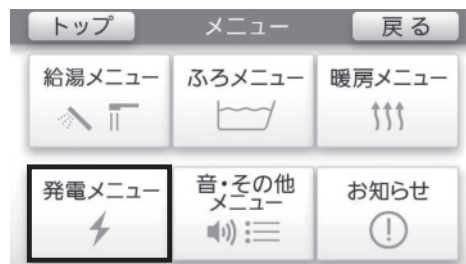 トップ
メニュー
戻る
給湯メニュー
ふろメニュー
暖房メニュー
発電メニュー
音・その他
メニュー
お知らせ